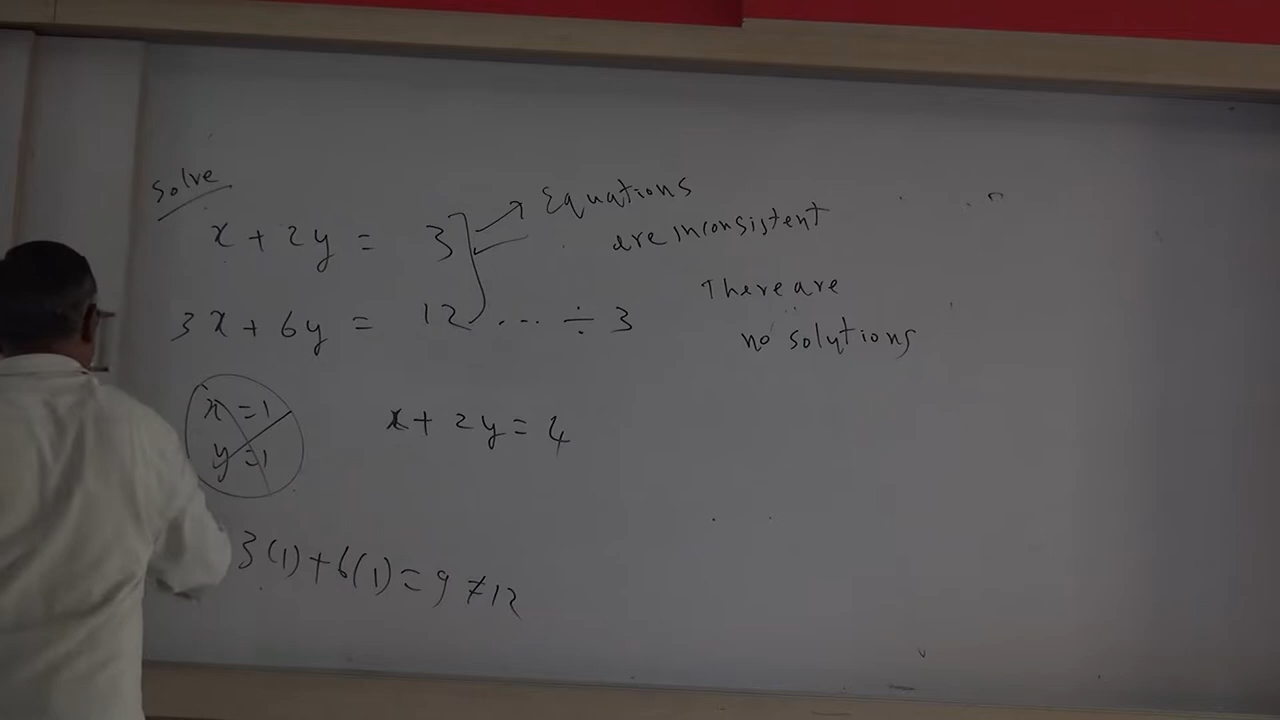 Solve
x + 2y = 3
Equations
are inconsistent
3x + 6y = 12 ... ÷ 3
There are
no solutions
x = 1
y = 1
x + 2y = 4
3(1) + 6(1) = 9 ≠ 12